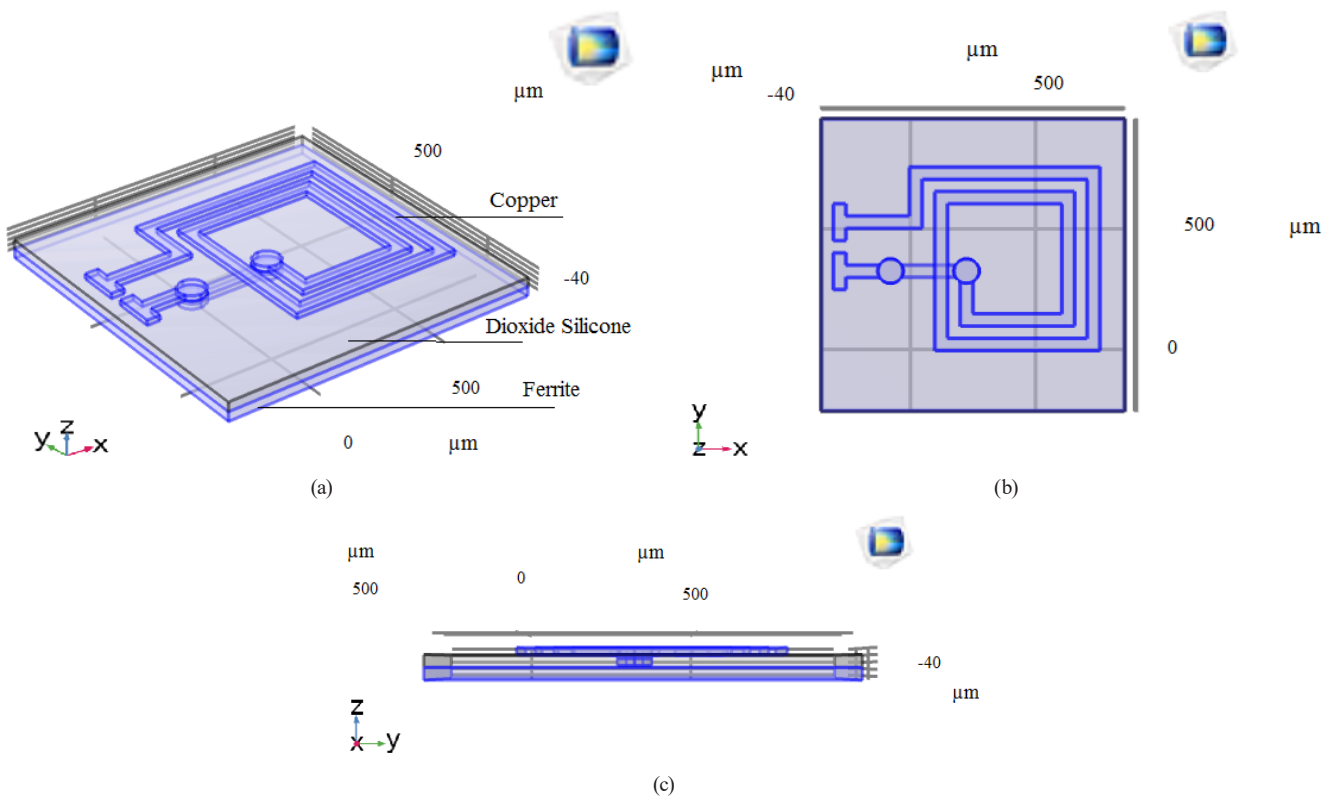 µm
500
Copper
-40
Dioxide Silicone
500
Ferrite
0
µm
y
z
x
(a)
µm
µm
-40
500
500
µm
0
y
z
x
(b)
µm
µm
500
0
500
-40
µm
z
x
y
(c)